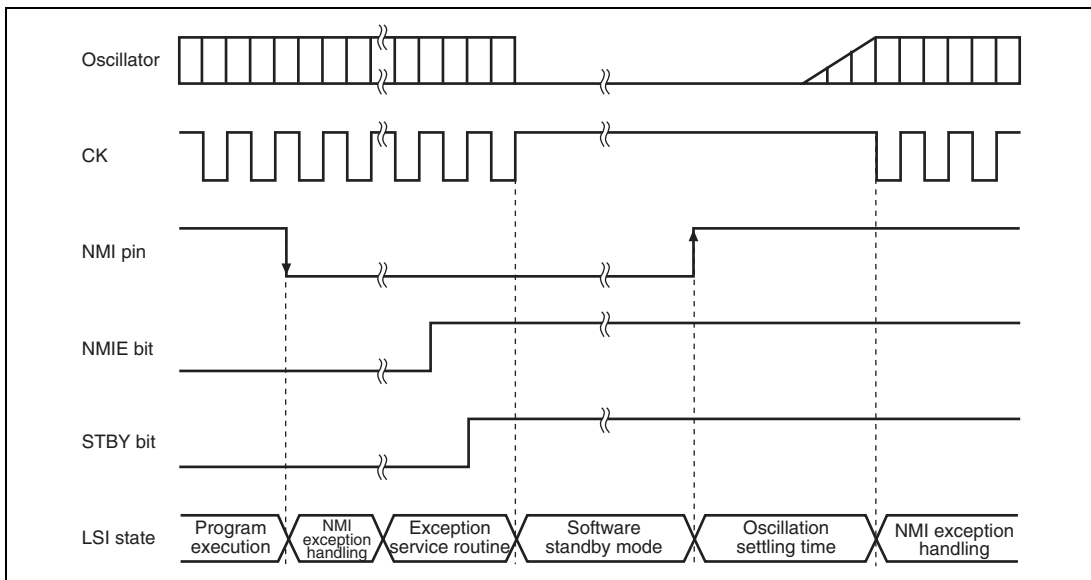 Oscillator
CK
NMI pin
NMIE bit
STBY bit
LSI state
Program
execution
NMI
exception
handling
Exception
service routine
Software
standby mode
Oscillation
settling time
NMI exception
handling